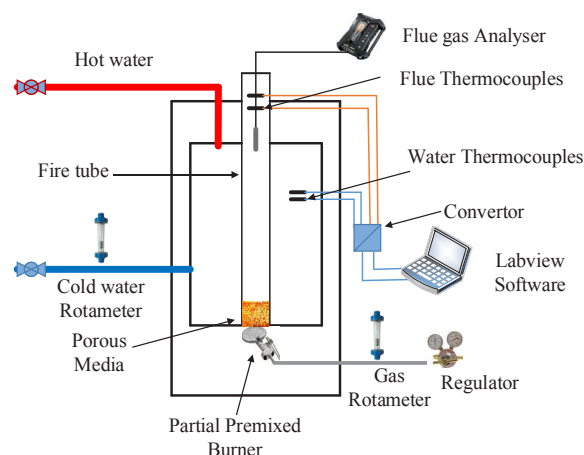 Flue gas Analyser
Hot water
Flue Thermocouples
Fire tube
Water Thermocouples
Convertor
Labview
Software
Cold water
Rotameter
Porous
Media
Gas
Rotameter
Regulator
Partial Premixed
Burner